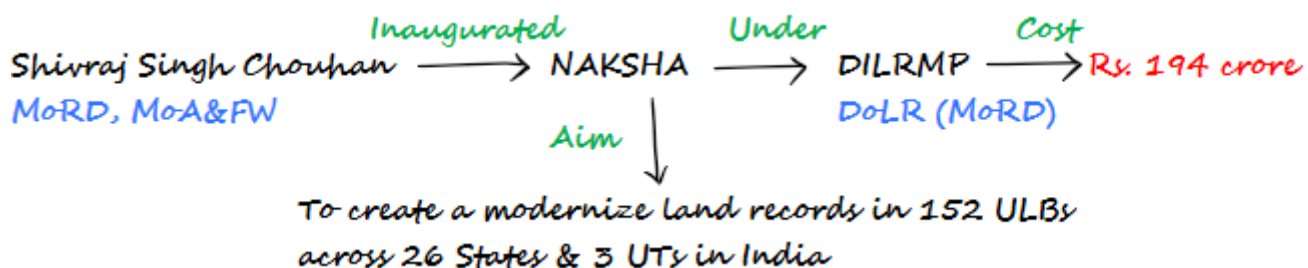 Inaugurated Under Cost
Shivraj Singh Chouhan NAKSHA DILRMP Rs. 194 crore
MoRD, MoA&FW DoLR (MoRD)
Aim
To create a modernize land records in 152 ULBs
across 26 States & 3 UTs in India